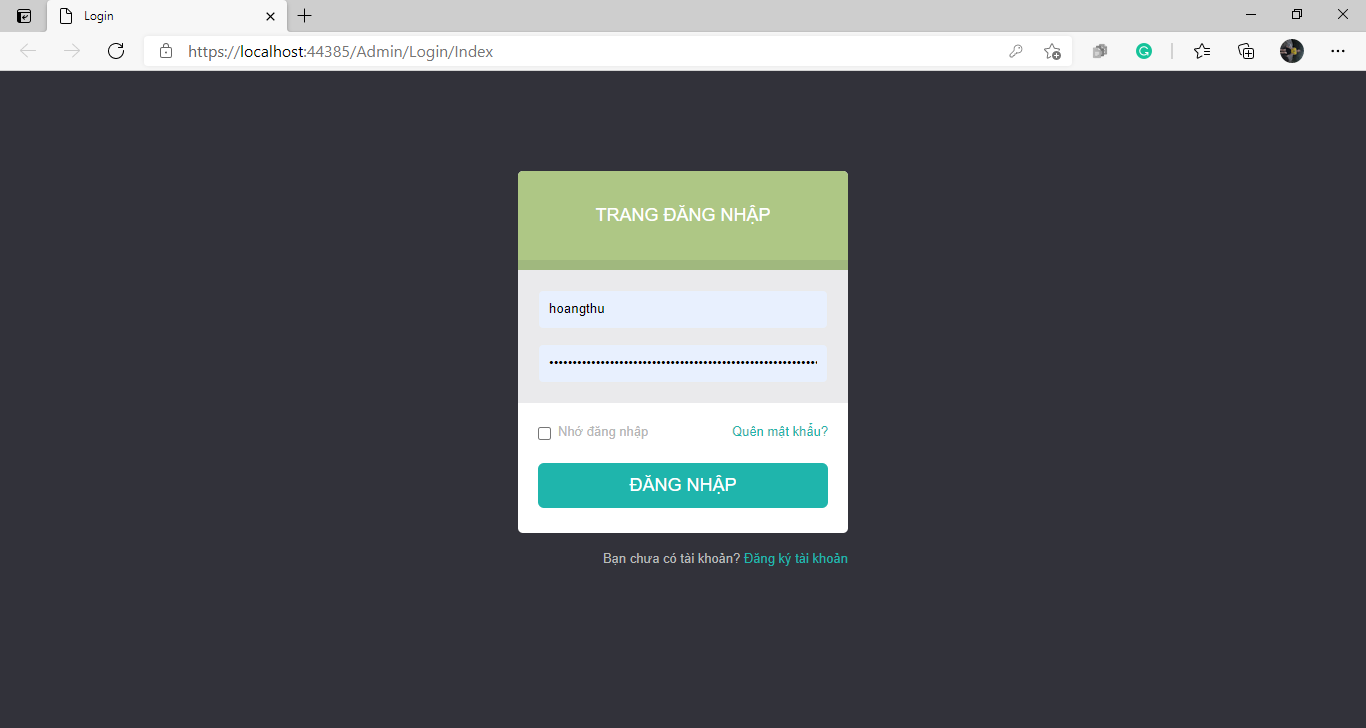 Login
https://localhost:44385/Admin/Login/Index
TRANG ĐĂNG NHẬP
hoangthu
Nhớ đăng nhập
Quên mật khẩu?
ĐĂNG NHẬP
Bạn chưa có tài khoản? Đăng ký tài khoản